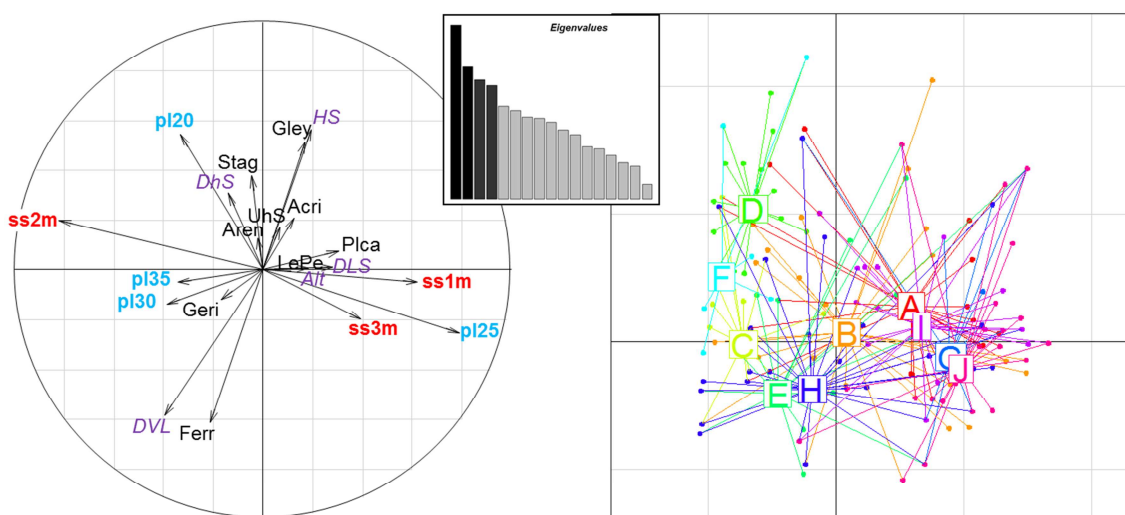 Eigenvalues
pl20
Gley
HS
Stag
DhS
UhS
Acri
ss2m
Aren
Plca
LePe
DLS
pl35
Alt
ss1m
pl30
Geri
ss3m
pl25
DVL
Ferr
D
F
A
I
B
C
G
J
E
H